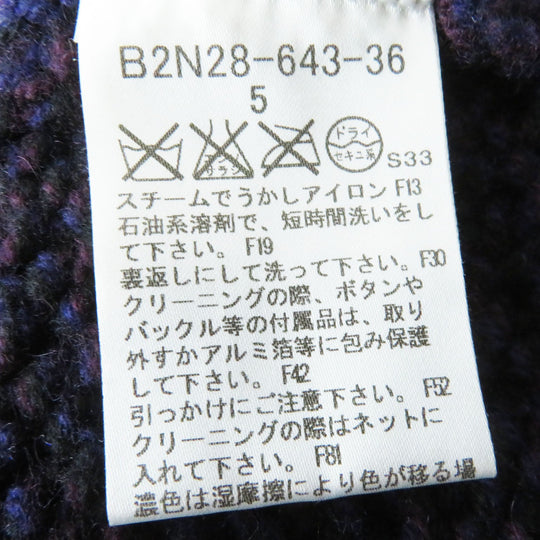 B2N28-643-36
5
エンソ
サラシ
ドライ
セキユ系
S33
スチームでうかしアイロン F13
石油系溶剤で、短時間洗いをし
て下さい。F19
裏返しにして洗って下さい。F30
クリーニングの際、ボタンや
バックル等の付属品は、取り
外すかアルミ箔等に包み保護
して下さい。F42
引っかけにご注意下さい。F52
クリーニングの際はネットに
入れて下さい。F81
濃色は湿摩擦により色が移る場